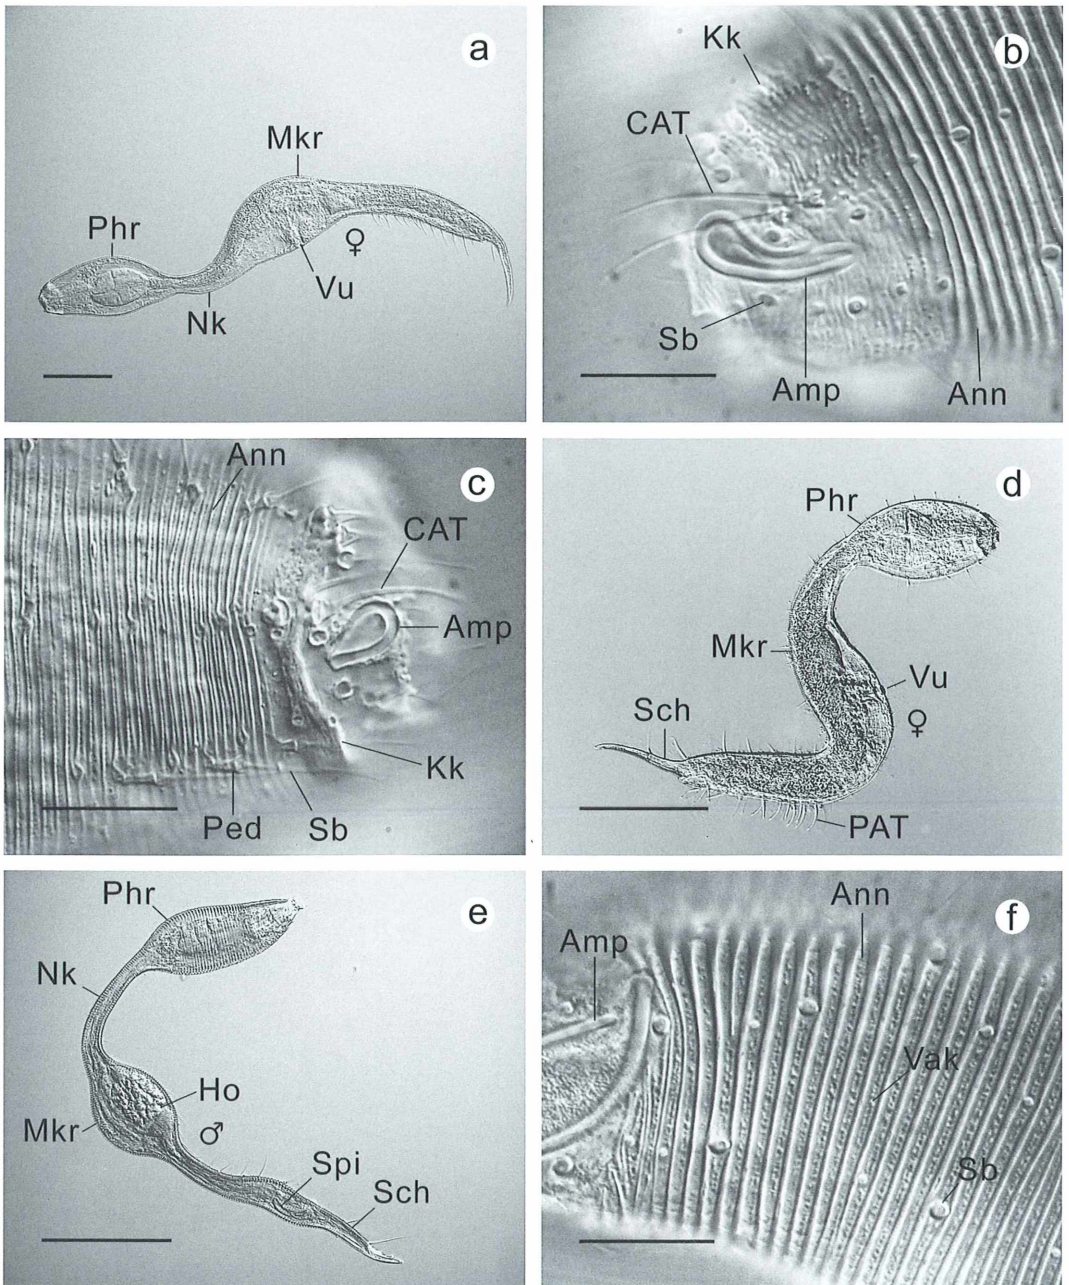 a
Mkr
Phr
♀
Vu
Nk
b
Kk
CAT
Sb
Amp
Ann
c
Ann
CAT
Amp
Kk
Ped
Sb
d
Phr
Mkr
Vu
♀
Sch
PAT
e
Phr
Nk
Ho
Mkr
♂
Spi
Sch
f
Ann
Amp
Vak
Sb